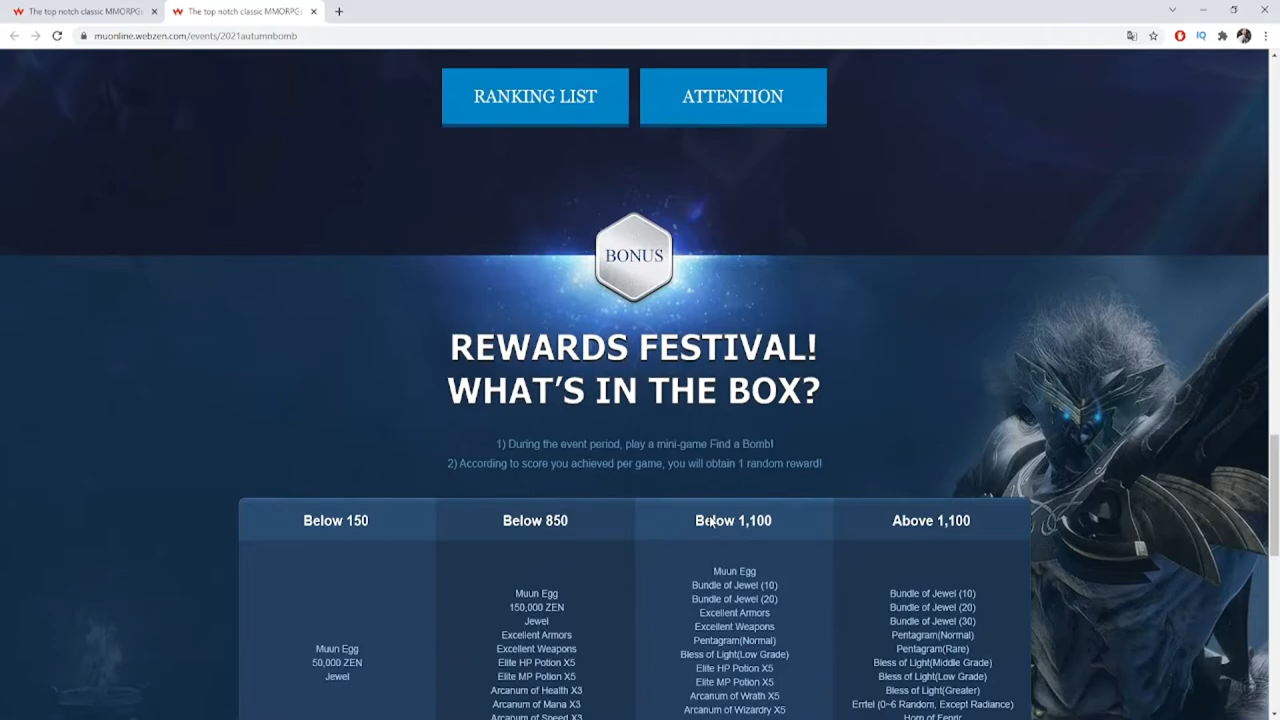 The top notch classic MMORPG:
The top notch classic MMORPG:
muonline.webzen.com/events/2021autumnbomb
RANKING LIST
ATTENTION
BONUS
REWARDS FESTIVAL!
WHAT'S IN THE BOX?
1) During the event period, play a mini-game Find a Bomb!
2) According to score you achieved per game, you will obtain 1 random reward!
Below 150
Muun Egg
50,000 ZEN
Jewel
Below 850
Muun Egg
150,000 ZEN
Jewel
Excellent Armors
Excellent Weapons
Elite HP Potion X5
Elite MP Potion X5
Arcanum of Health X3
Arcanum of Mana X3
Arcanum of Speed X3
Below 1,100
Muun Egg
Bundle of Jewel (10)
Bundle of Jewel (20)
Excellent Armors
Excellent Weapons
Pentagram(Normal)
Bless of Light(Low Grade)
Elite HP Potion X5
Elite MP Potion X5
Arcanum of Wrath X5
Arcanum of Wizardry X5
Above 1,100
Bundle of Jewel (10)
Bundle of Jewel (20)
Bundle of Jewel (30)
Pentagram(Normal)
Pentagram(Rare)
Bless of Light(Middle Grade)
Bless of Light(Low Grade)
Bless of Light(Greater)
Errtel (0~6 Random, Except Radiance)
Horn of Fenrir